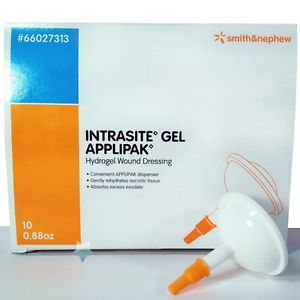 #66027313
smith&nephew
INTRASITE° GEL
APPLIPAK°
Hydrogel Wound Dressing
• Convenient APPLIPAK dispenser
• Gently rehydrates necrotic tissue
• Absorbs excess exudate
10
0.88oz